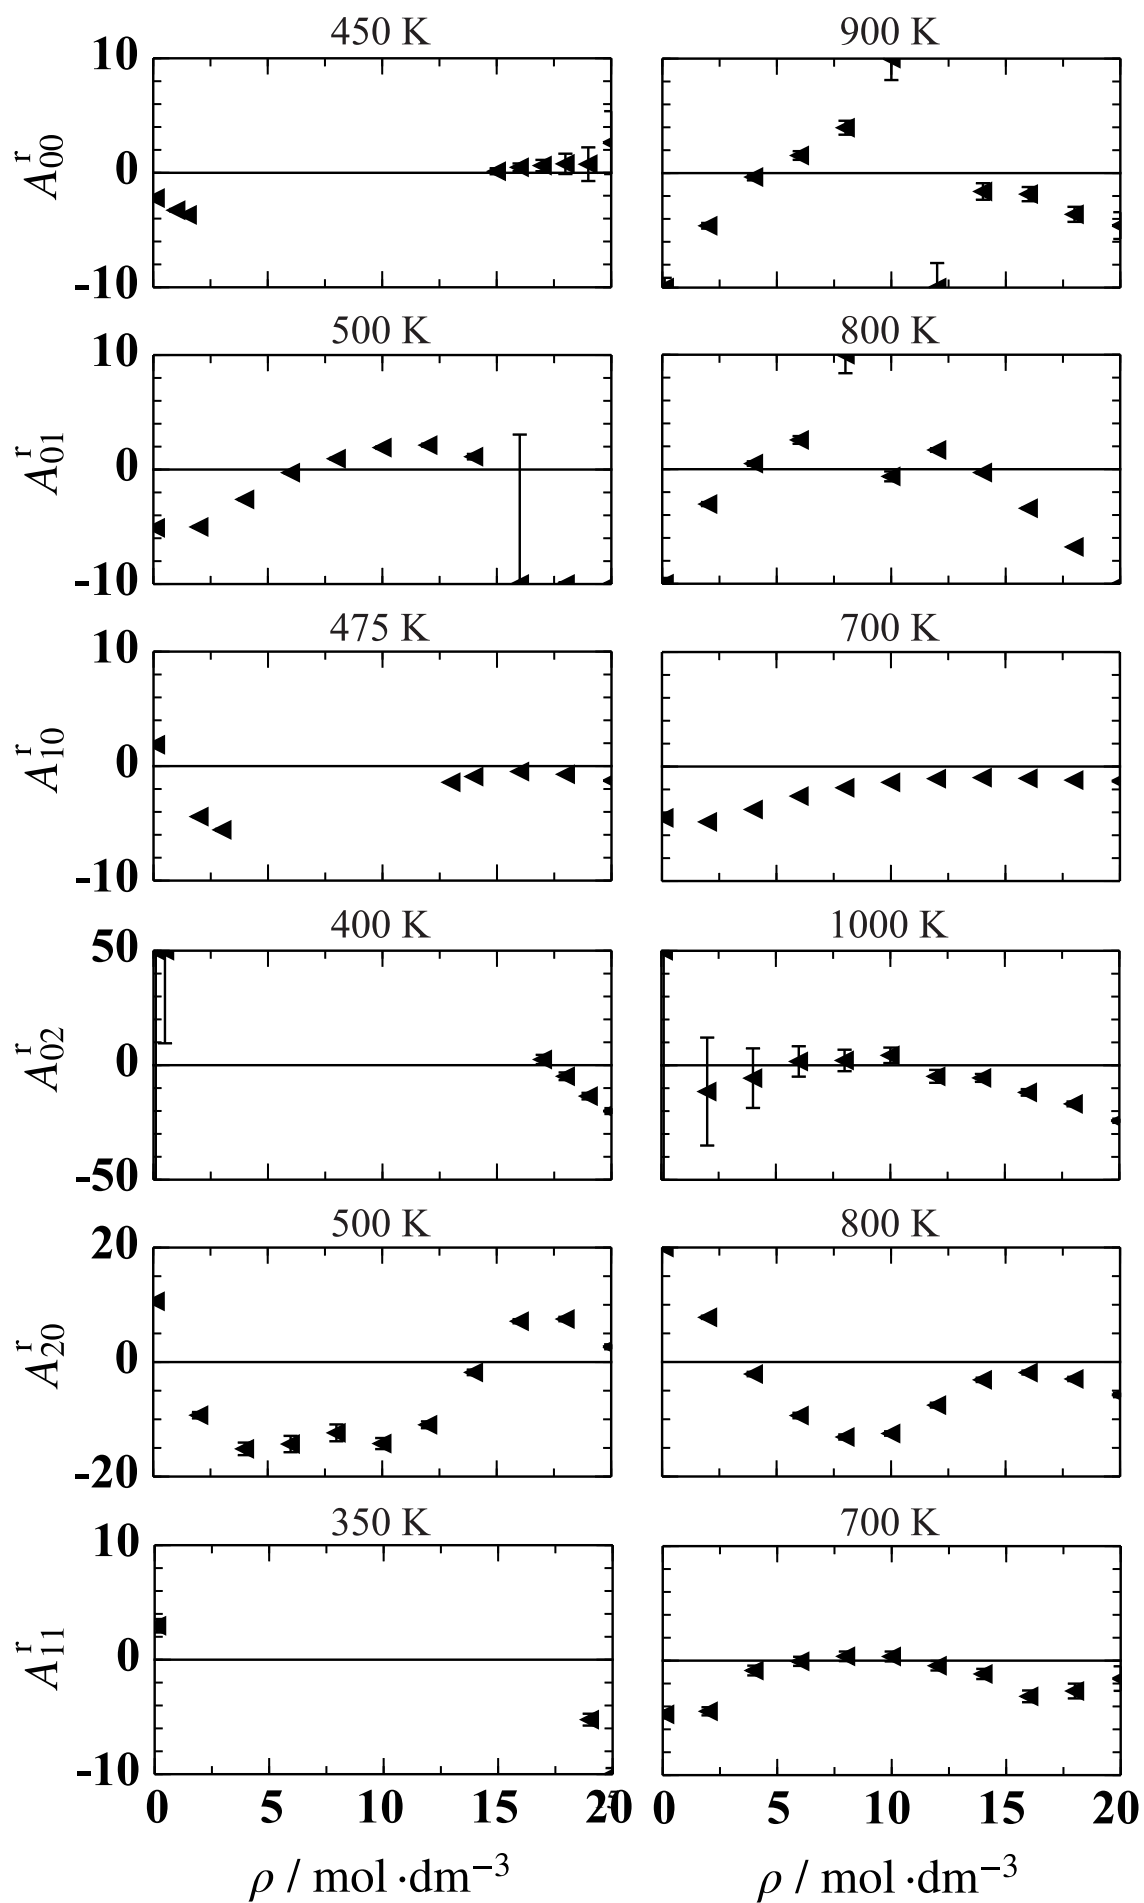 450 K 900 K
10
A^r_00 0
-10
500 K 800 K
10
A^r_01 0
-10
475 K 700 K
10
A^r_10 0
-10
400 K 1000 K
50
A^r_02 0
-50
500 K 800 K
20
A^r_20 0
-20
350 K 700 K
10
A^r_11 0
-10
0 5 10 15 20 0 5 10 15 20
ρ / mol ·dm⁻³ ρ / mol ·dm⁻³